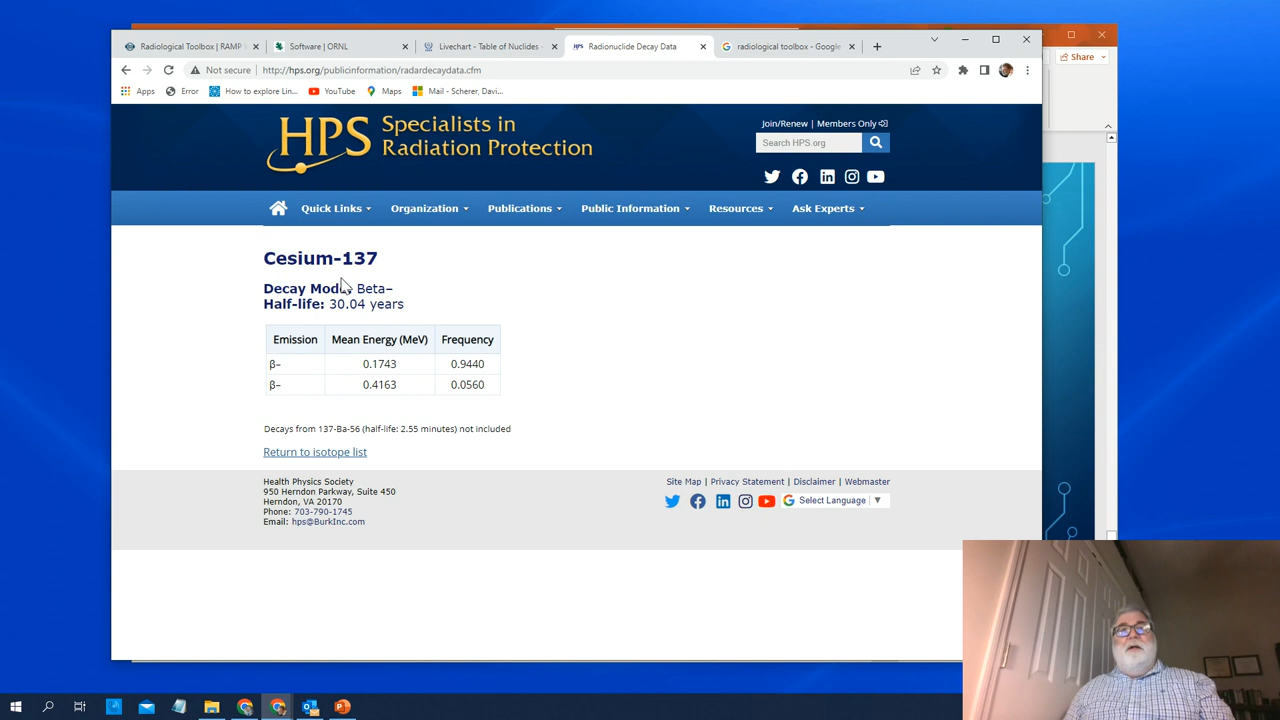 Radiological Toolbox | RAMP
Software | ORNL
Livechart - Table of Nuclides -
HPS Radionuclide Decay Data
radiological toolbox - Google
Share
Not secure | http://hps.org/publicinformation/radardecaydata.cfm
Apps
Error
How to explore Lin...
YouTube
Maps
Mail - Scherer, Davi...
HPS Specialists in
Radiation Protection
Join/Renew | Members Only
Search HPS.org
Quick Links
Organization
Publications
Public Information
Resources
Ask Experts
Cesium-137
Decay Mod Beta–
Half-life: 30.04 years
Emission Mean Energy (MeV) Frequency
β– 0.1743 0.9440
β– 0.4163 0.0560
Decays from 137-Ba-56 (half-life: 2.55 minutes) not included
Return to isotope list
Health Physics Society
950 Herndon Parkway, Suite 450
Herndon, VA 20170
Phone: 703-790-1745
Email: hps@BurkInc.com
Site Map | Privacy Statement | Disclaimer | Webmaster
G Select Language ▼